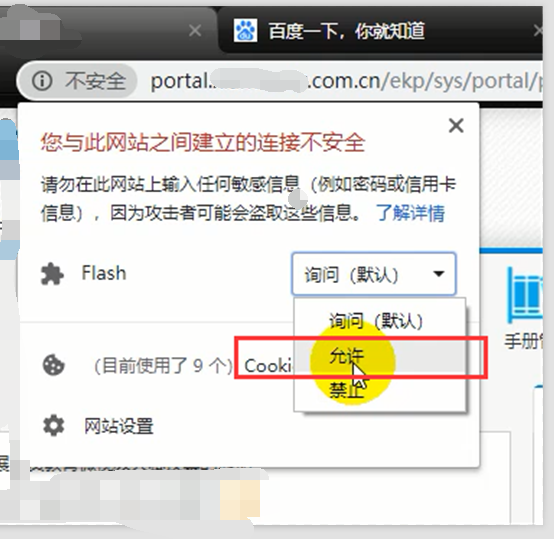 百度一下，你就知道
不安全
portal.
.com.cn/ekp/sys/portal/
您与此网站之间建立的连接不安全
请勿在此网站上输入任何敏感信息（例如密码或信用卡
信息），因为攻击者可能会盗取这些信息。 了解详情
Flash
询问（默认）
询问（默认）
手册
允许
(目前使用了 9 个) Cooki
禁止
网站设置